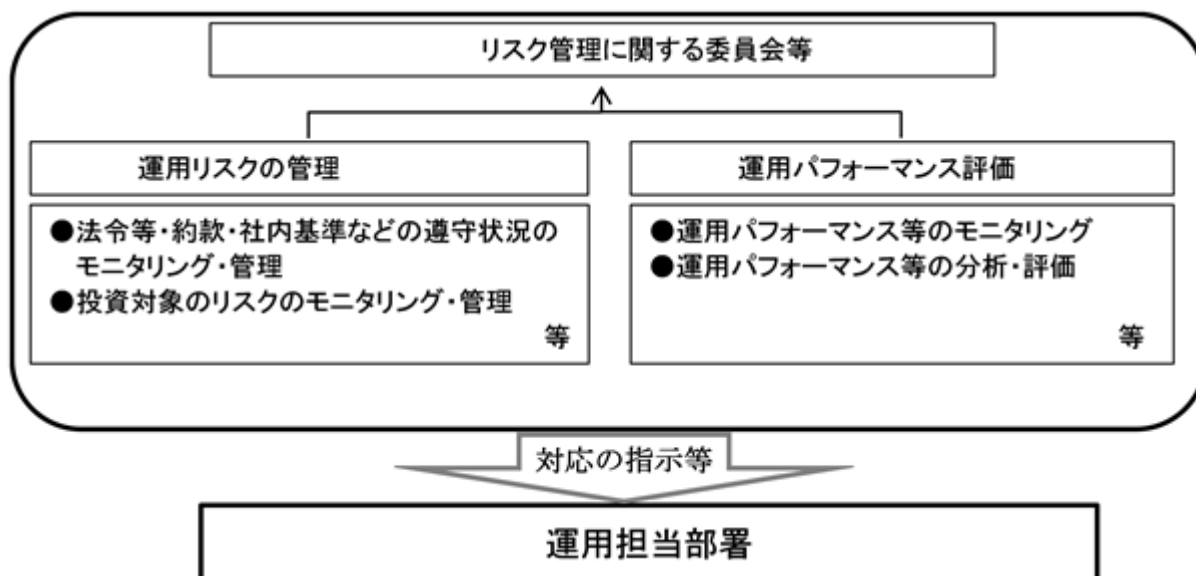 リスク管理に関する委員会等
運用リスクの管理
●法令等・約款・社内基準などの遵守状況の
モニタリング・管理
●投資対象のリスクのモニタリング・管理
等
運用パフォーマンス評価
●運用パフォーマンス等のモニタリング
●運用パフォーマンス等の分析・評価
等
対応の指示等
運用担当部署